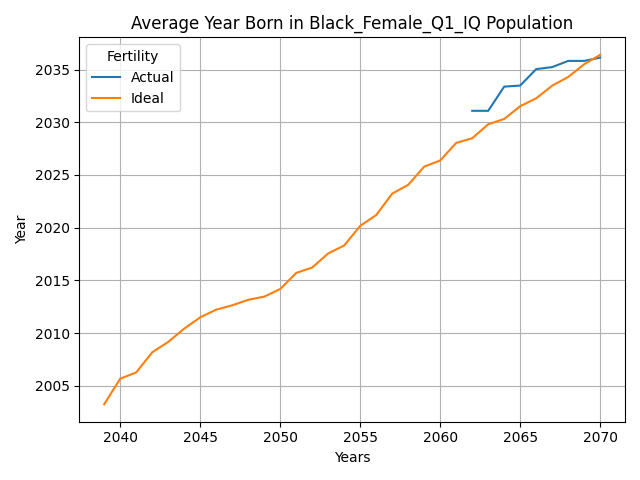 Average Year Born in Black_Female_Q1_IQ Population
Fertility
Actual
Ideal
2035
2030
2025
2020
2015
2010
2005
Year
2040 2045 2050 2055 2060 2065 2070
Years